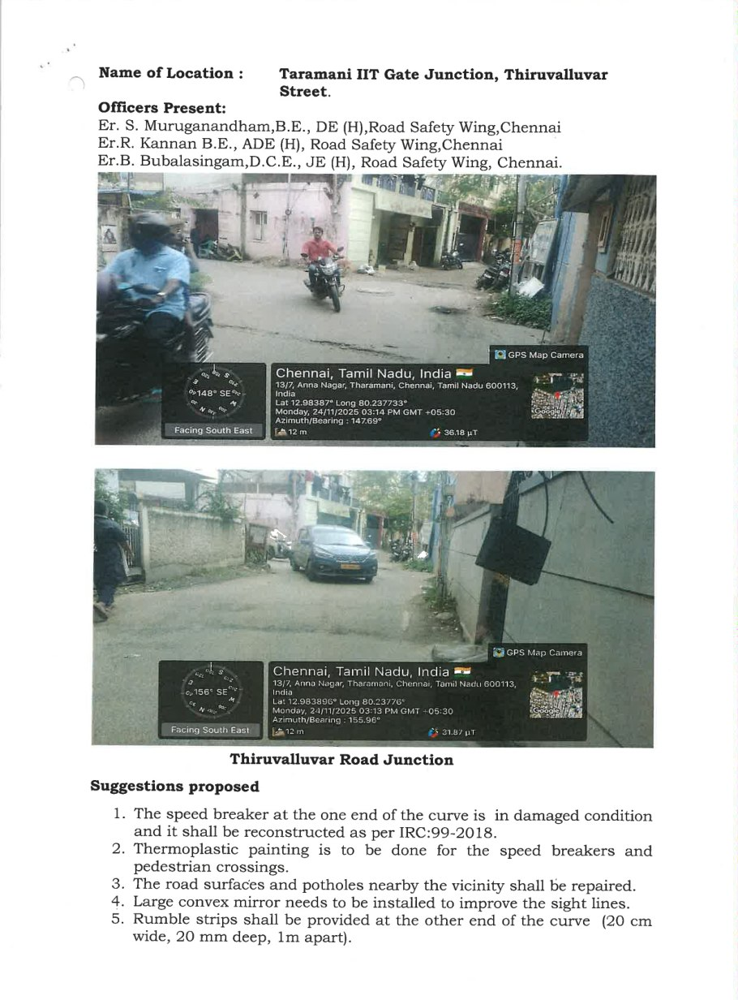 Name of Location : Taramani IIT Gate Junction, Thiruvalluvar
Street.
Officers Present:
Er. S. Muruganandham,B.E., DE (H),Road Safety Wing,Chennai
Er.R. Kannan B.E., ADE (H), Road Safety Wing,Chennai
Er.B. Bubalasingam,D.C.E., JE (H), Road Safety Wing, Chennai.
GPS Map Camera
148° SE
Facing South East
Chennai, Tamil Nadu, India
13/7, Anna Nagar, Tharamani, Chennai, Tamil Nadu 600113,
India
Lat 12.98387° Long 80.237733°
Monday, 24/11/2025 03:14 PM GMT +05:30
Azimuth/Bearing : 147.69°
12 m
36.18 µT
Google
GPS Map Camera
156° SE
Facing South East
Chennai, Tamil Nadu, India
13/7, Anna Nagar, Tharamani, Chennai, Tamil Nadu 600113,
India
Lat 12.983896° Long 80.23776°
Monday, 24/11/2025 03:13 PM GMT +05:30
Azimuth/Bearing : 155.96°
12 m
31.87 µT
Google
Thiruvalluvar Road Junction
Suggestions proposed
1. The speed breaker at the one end of the curve is in damaged condition
and it shall be reconstructed as per IRC:99-2018.
2. Thermoplastic painting is to be done for the speed breakers and
pedestrian crossings.
3. The road surfaces and potholes nearby the vicinity shall be repaired.
4. Large convex mirror needs to be installed to improve the sight lines.
5. Rumble strips shall be provided at the other end of the curve (20 cm
wide, 20 mm deep, 1m apart).